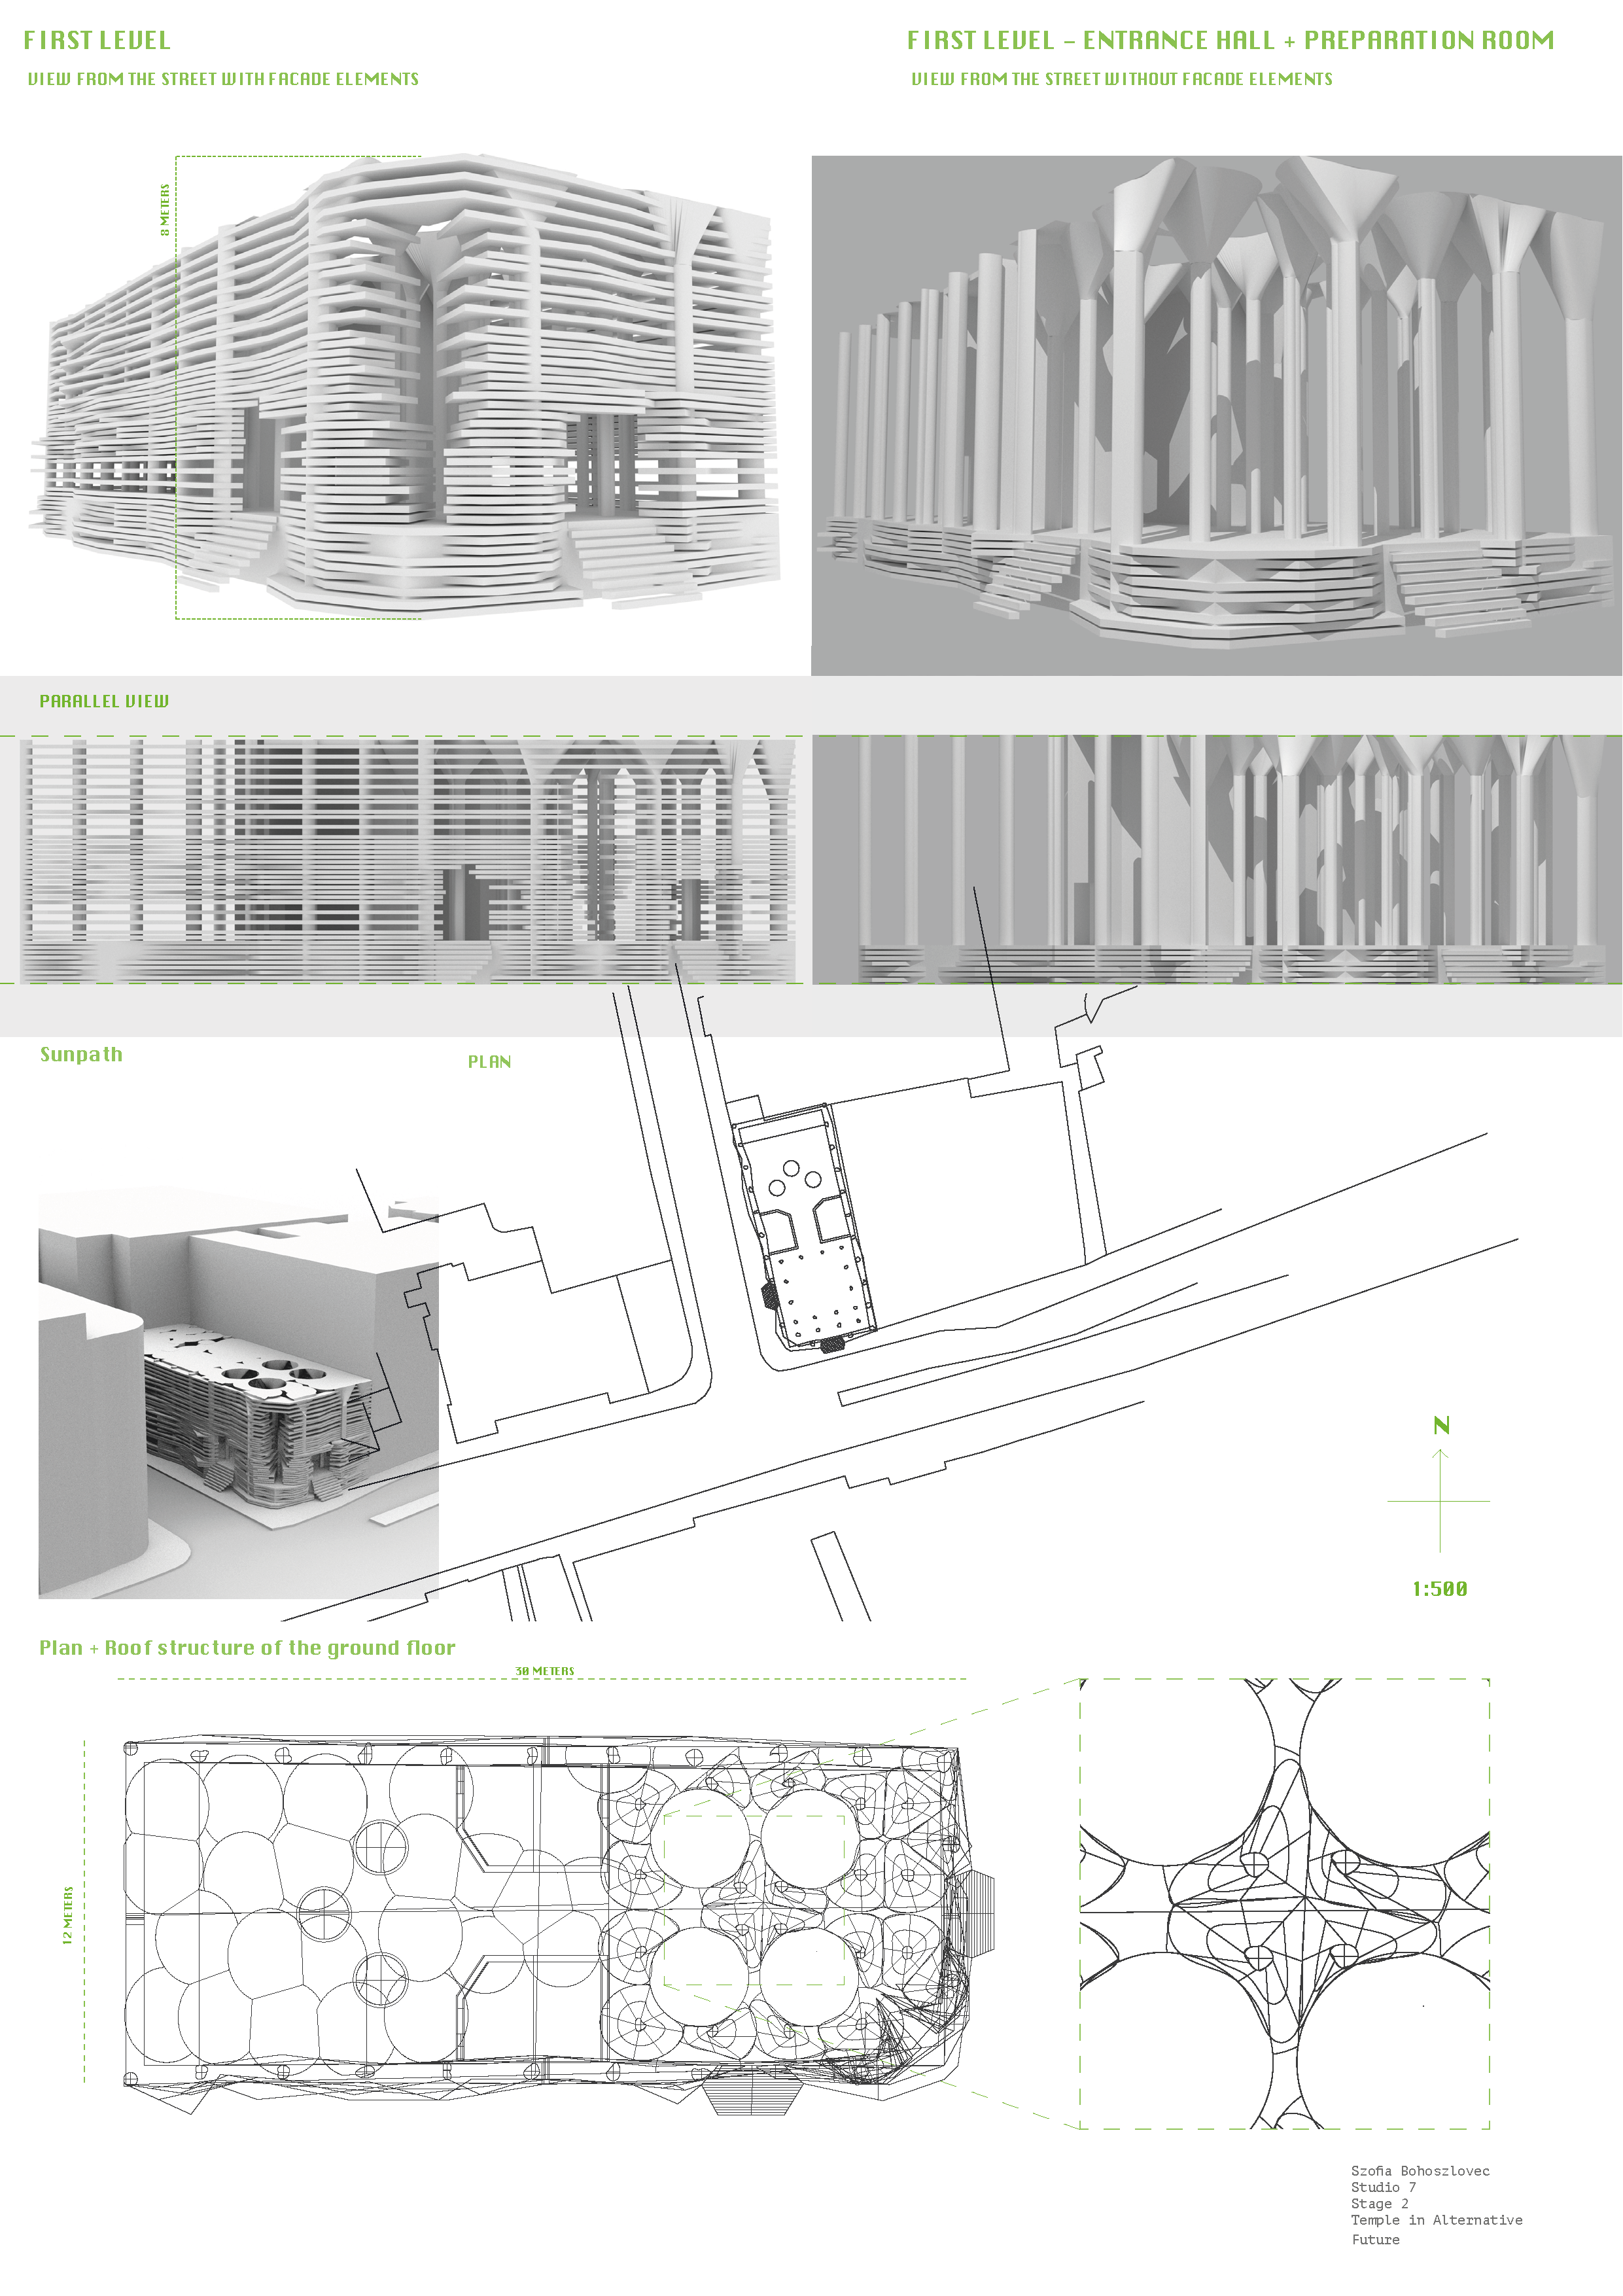 FIRST LEVEL
VIEW FROM THE STREET WITH FACADE ELEMENTS
FIRST LEVEL - ENTRANCE HALL + PREPARATION ROOM
VIEW FROM THE STREET WITHOUT FACADE ELEMENTS
8 METERS
PARALLEL VIEW
Sunpath
PLAN
N
1:500
Plan + Roof structure of the ground floor
30 METERS
12 METERS
Szofia Bohoszlovec
Studio 7
Stage 2
Temple in Alternative
Future